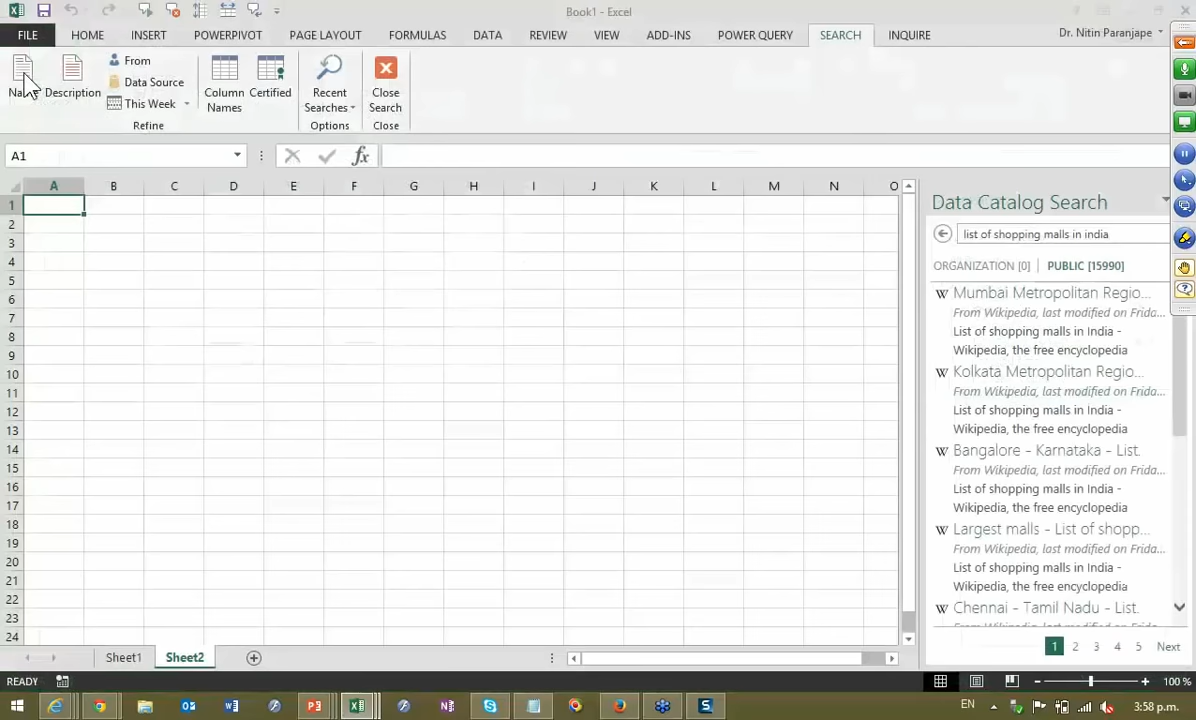 Book1 - Excel
FILE HOME INSERT POWERPIVOT PAGE LAYOUT FORMULAS DATA REVIEW VIEW ADD-INS POWER QUERY SEARCH INQUIRE Dr. Nitin Paranjape
Description
From
Data Source
This Week
Column Names
Certified
Refine
Recent Searches
Options
Close Search
Close
A1
fx
A B C D E F G H I J K L M N O
1
2
3
4
5
6
7
8
9
10
11
12
13
14
15
16
17
18
19
20
21
22
23
24
Data Catalog Search
list of shopping malls in india
ORGANIZATION [0] | PUBLIC [15990]
W Mumbai Metropolitan Regio...
From Wikipedia, last modified on Frida...
List of shopping malls in India -
Wikipedia, the free encyclopedia
W Kolkata Metropolitan Regio...
From Wikipedia, last modified on Frida...
List of shopping malls in India -
Wikipedia, the free encyclopedia
W Bangalore - Karnataka - List.
From Wikipedia, last modified on Frida...
List of shopping malls in India -
Wikipedia, the free encyclopedia
W Largest malls - List of shopp...
From Wikipedia, last modified on Frida...
List of shopping malls in India -
Wikipedia, the free encyclopedia
W Chennai - Tamil Nadu - List.
1 2 3 4 5 Next
Sheet1 Sheet2
READY
100 %
EN
3:58 p.m.